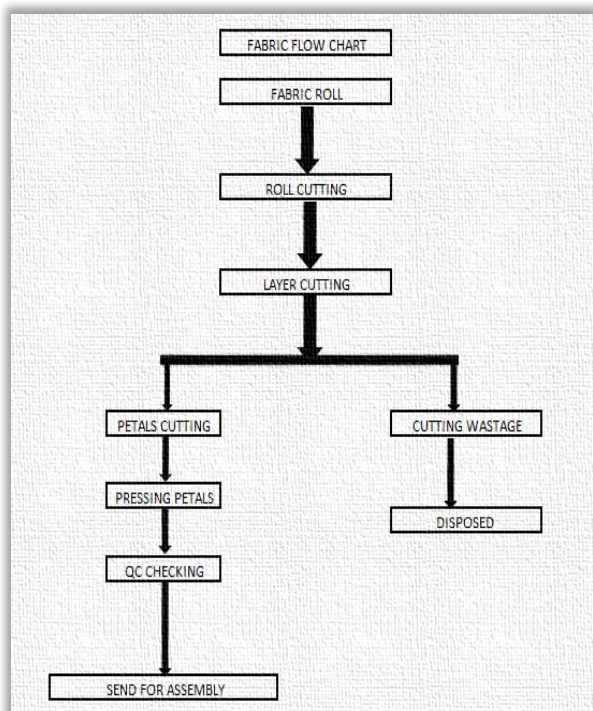 FABRIC FLOW CHART
FABRIC ROLL
ROLL CUTTING
LAYER CUTTING
PETALS CUTTING
CUTTING WASTAGE
PRESSING PETALS
DISPOSED
QC CHECKING
SEND FOR ASSEMBLY